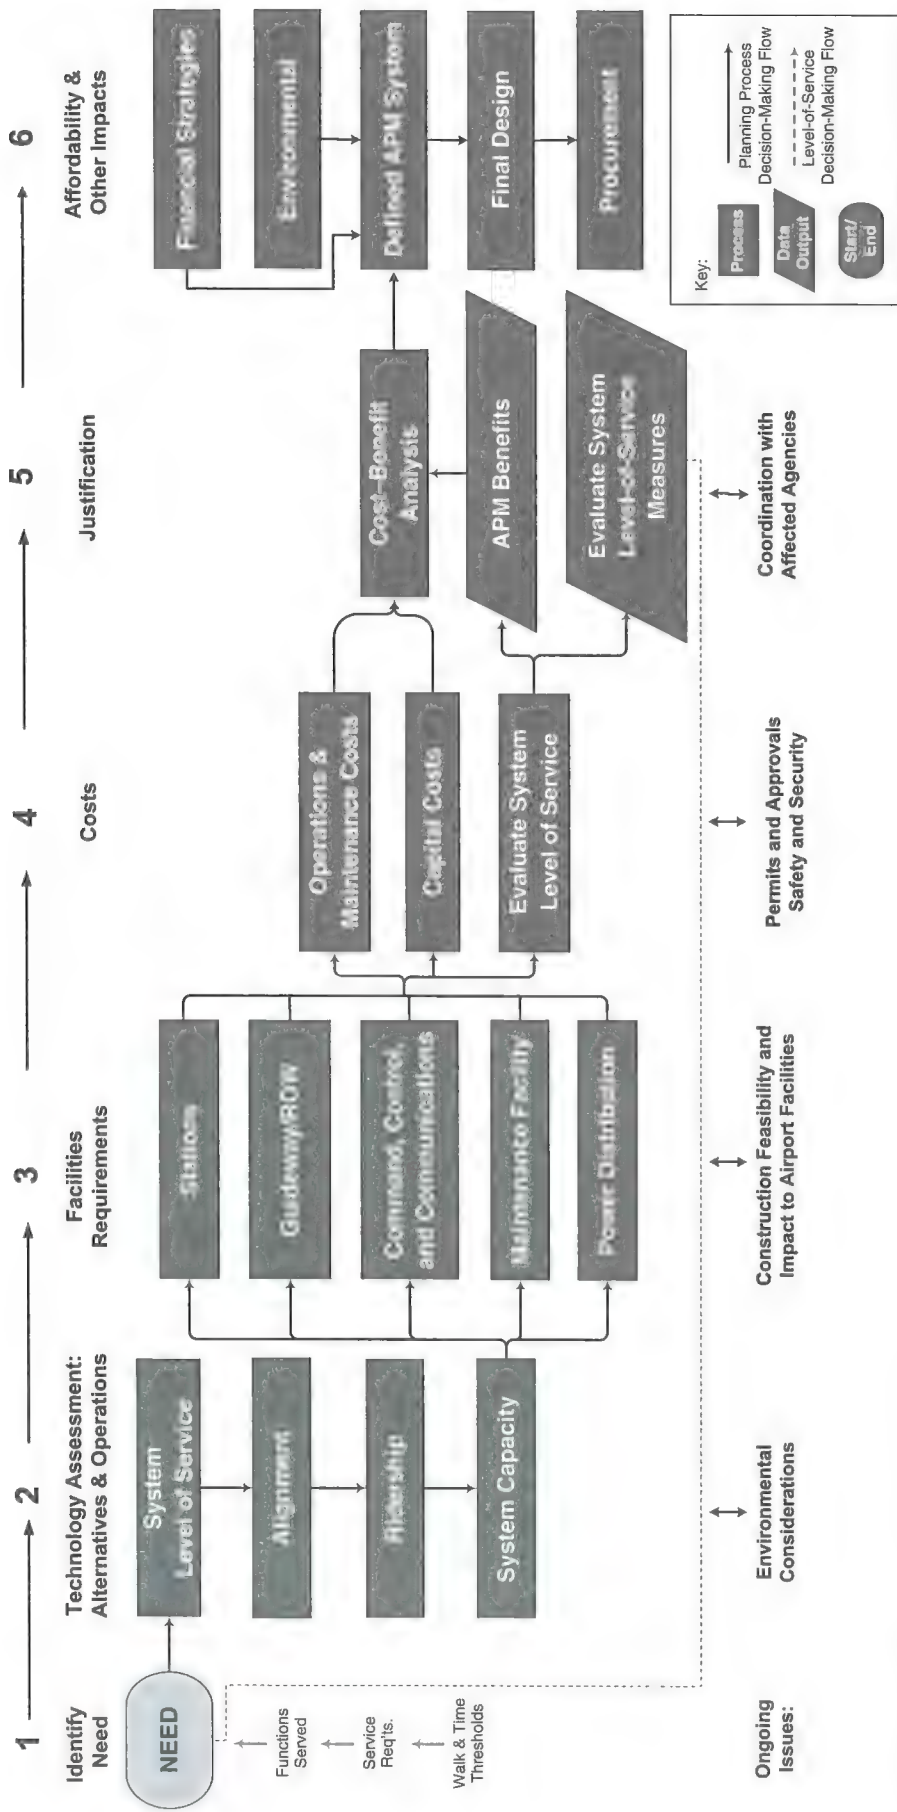 1
2
3
4
5
6
Identify
Need
Technology Assessment:
Alternatives & Operations
Facilities
Requirements
Costs
Justification
Affordability &
Other Impacts
NEED
Functions
Served
Service
Req'ts.
Walk & Time
Thresholds
System
Level of Service
Alignment
Ridership
System Capacity
Stations
Guideway/ROW
Command, Control,
and Communications
Maintenance Facility
Power Distribution
Operations &
Maintenance Costs
Capital Costs
Evaluate System
Level of Service
Cost–Benefit
Analysis
APM Benefits
Evaluate System
Level-of-Service
Measures
Financial Strategies
Environmental
Defined APM System
Final Design
Procurement
Ongoing
Issues:
Environmental
Considerations
Construction Feasibility and
Impact to Airport Facilities
Permits and Approvals
Safety and Security
Coordination with
Affected Agencies
Key:
Process
Data
Output
Start/
End
Planning Process
Decision-Making Flow
Level-of-Service
Decision-Making Flow